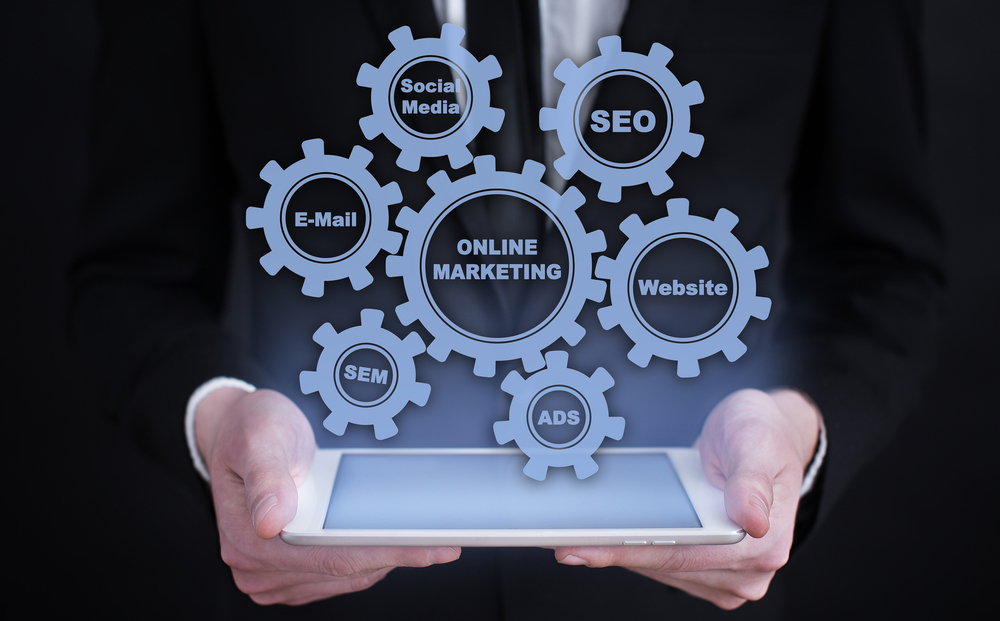 Social
Media
SEO
E-Mail
ONLINE
MARKETING
Website
SEM
ADS